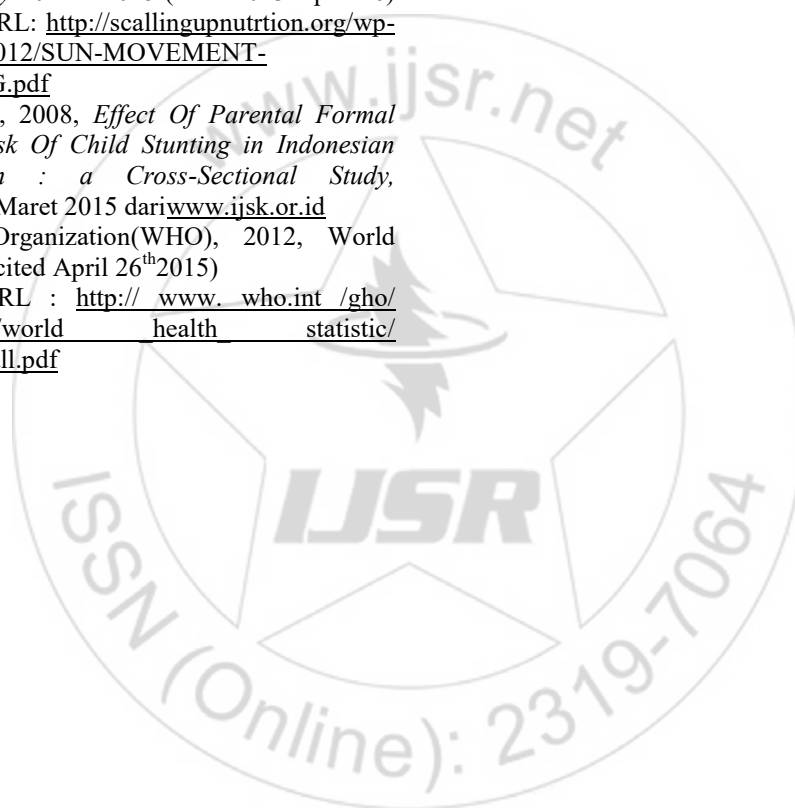 RL: http://scallingupnutrtion.org/wp-
012/SUN-MOVEMENT-
G.pdf
, 2008, Effect Of Parental Formal
sk Of Child Stunting in Indonesian
n : a Cross-Sectional Study,
Maret 2015 dariwww.ijsk.or.id
Organization(WHO), 2012, World
cited April 26th2015)
RL : http:// www. who.int /gho/
/world _health_ statistic/
ll.pdf
www.ijsr.net
IJSR
ISSN (Online): 2319-7064